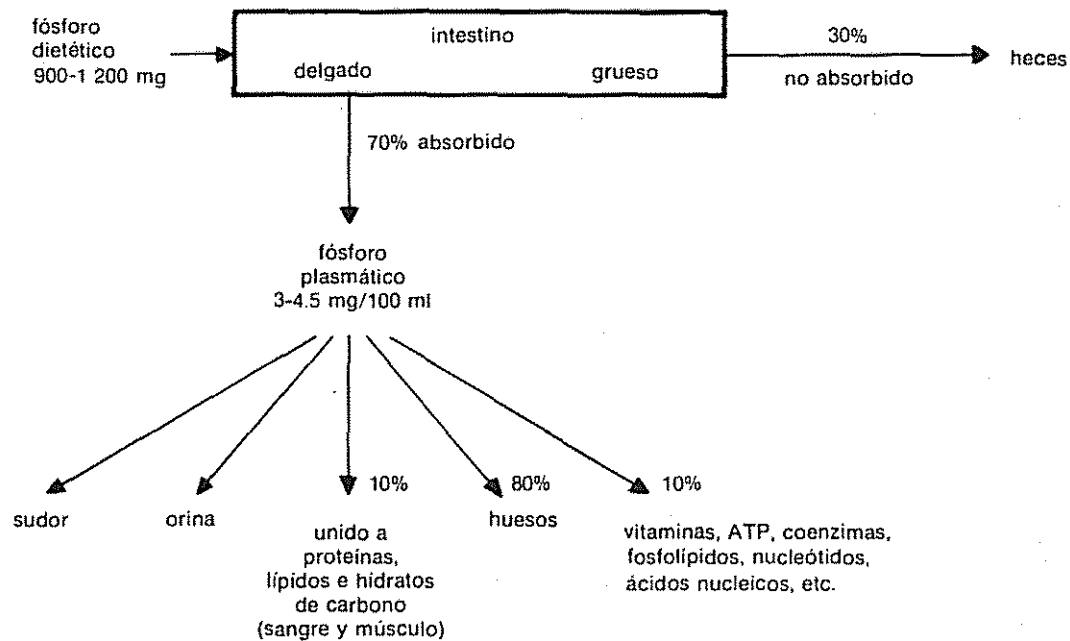 fósforo
dietético
900-1 200 mg
intestino
delgado
grueso
30%
no absorbido
heces
70% absorbido
fósforo
plasmático
3-4.5 mg/100 ml
10%
80%
10%
sudor
orina
unido a
proteínas,
lípidos e hidratos
de carbono
(sangre y músculo)
huesos
vitaminas, ATP, coenzimas,
fosfolípidos, nucleótidos,
ácidos nucleicos, etc.